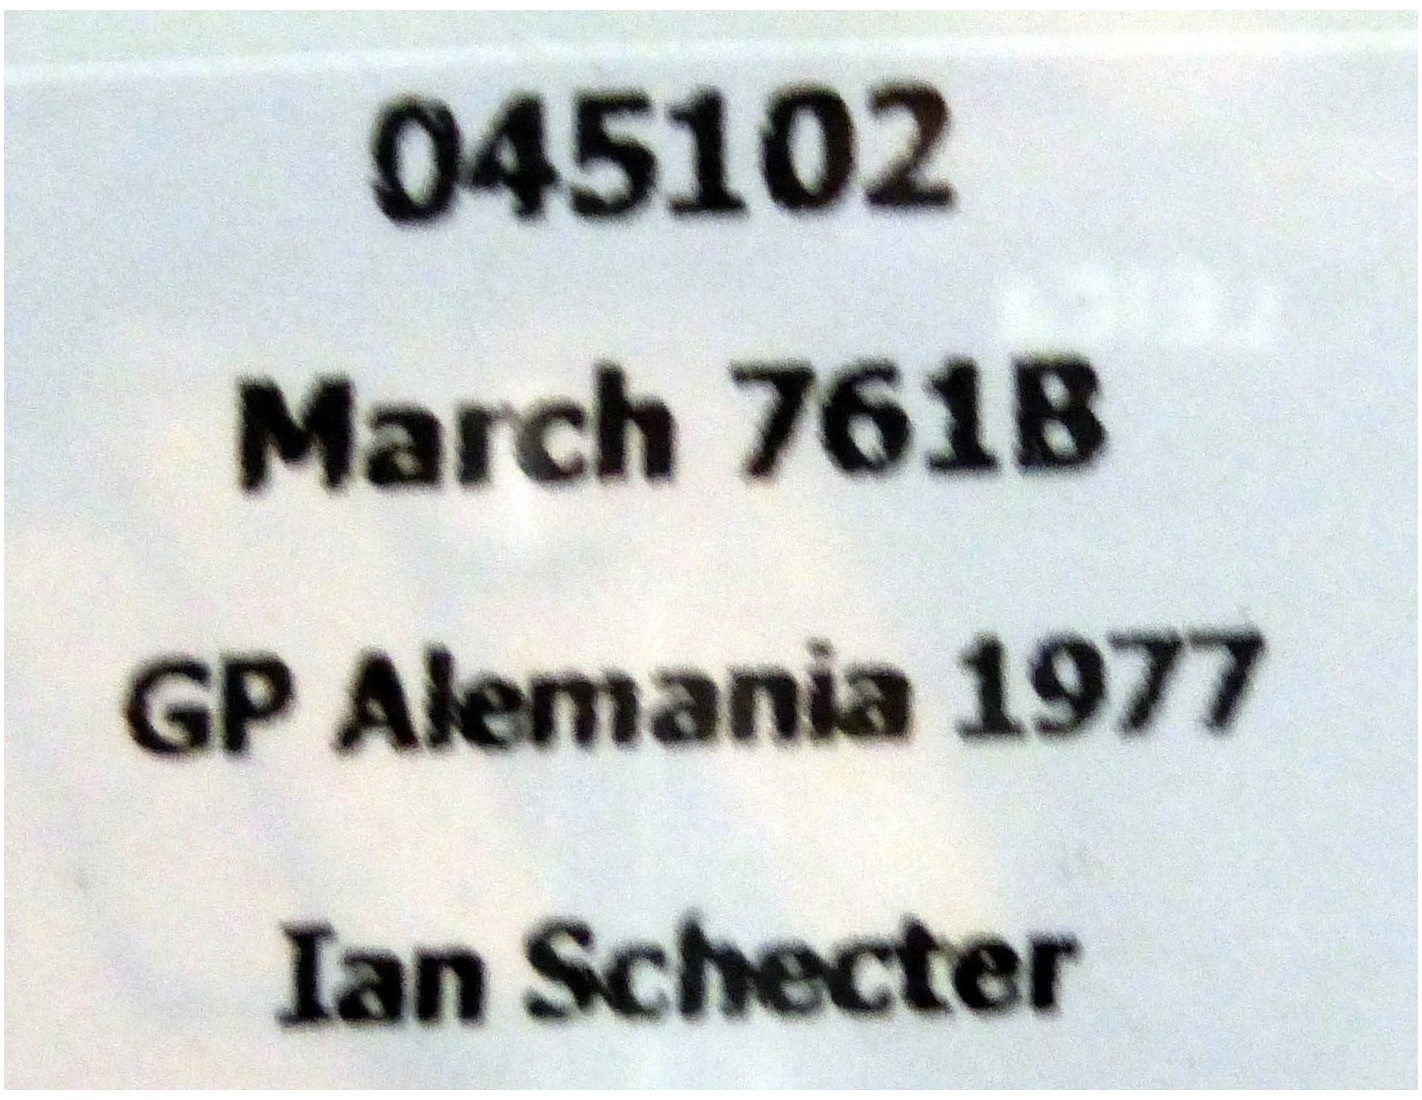 045102
March 761B
GP Alemania 1977
Ian Schecter